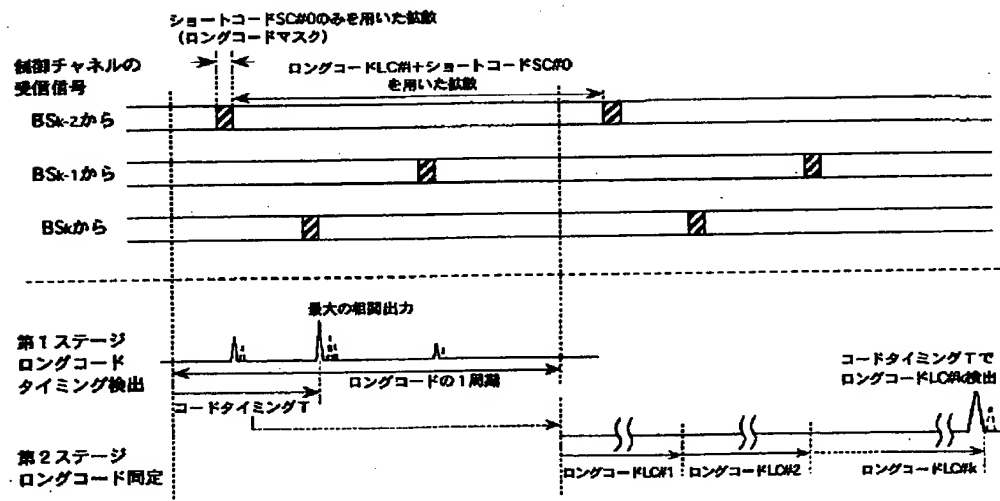 ショートコードSC#0のみを用いた拡散
(ロングコードマスク)
制御チャネルの
受信信号
ロングコードLC#i+ショートコードSC#0
を用いた拡散
BSk-2から
BSk-1から
BSkから
最大の相関出力
第1ステージ
ロングコード
タイミング検出
ロングコードの1周期
コードタイミングT
コードタイミングTで
ロングコードLC#k検出
第2ステージ
ロングコード同定
ロングコードLC#1
ロングコードLC#2
ロングコードLC#k